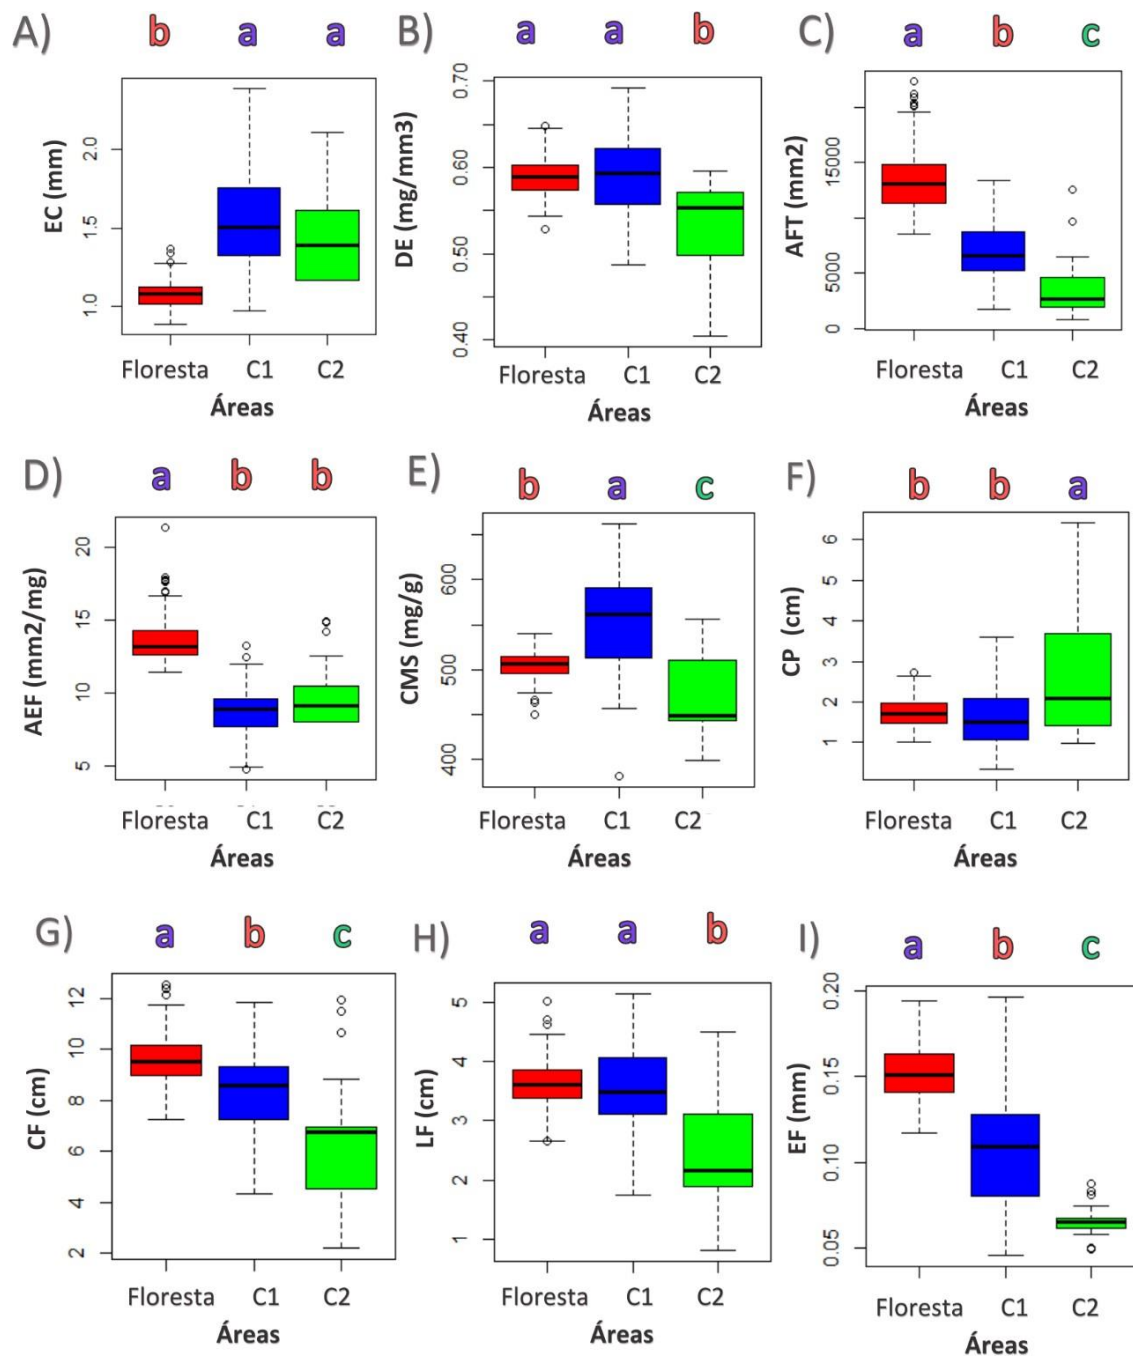 A) b a a
EC (mm)
2.0
1.5
1.0
Floresta C1 C2
Áreas
B) a a b
DE (mg/mm3)
0.70
0.60
0.50
0.40
Floresta C1 C2
Áreas
C) a b c
AFT (mm2)
15000
5000
0
Floresta C1 C2
Áreas
D) a b b
AEF (mm2/mg)
20
15
10
5
Floresta C1 C2
Áreas
E) b a c
CMS (mg/g)
600
500
400
Floresta C1 C2
Áreas
F) b b a
CP (cm)
6
5
4
3
2
1
Floresta C1 C2
Áreas
G) a b c
CF (cm)
12
10
8
6
4
2
Floresta C1 C2
Áreas
H) a a b
LF (cm)
5
4
3
2
1
Floresta C1 C2
Áreas
I) a b c
EF (mm)
0.20
0.15
0.10
0.05
Floresta C1 C2
Áreas